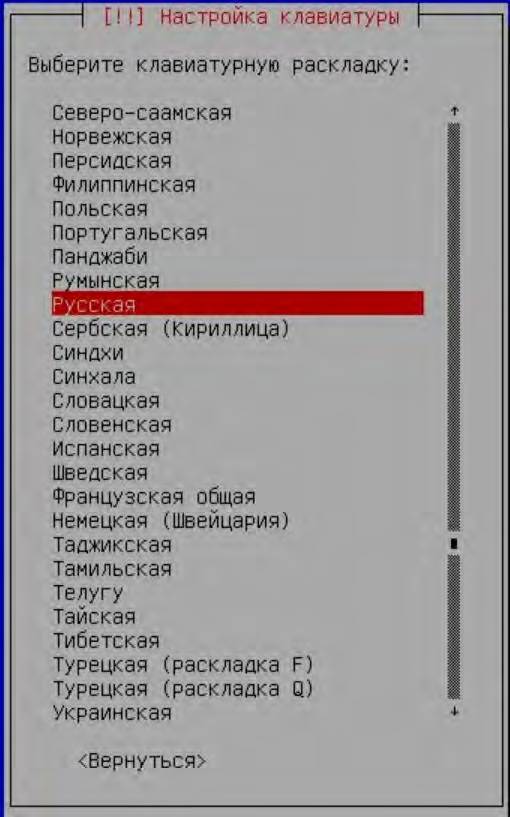 [!!] Настройка клавиатуры
Выберите клавиатурную раскладку:
Северо-саамская
Норвежская
Персидская
Филиппинская
Польская
Португальская
Панджаби
Румынская
Русская
Сербская (Кириллица)
Синдхи
Синхала
Словацкая
Словенская
Испанская
Шведская
Французская общая
Немецкая (Швейцария)
Таджикская
Тамильская
Телугу
Тайская
Тибетская
Турецкая (раскладка F)
Турецкая (раскладка Q)
Украинская
<Вернуться>